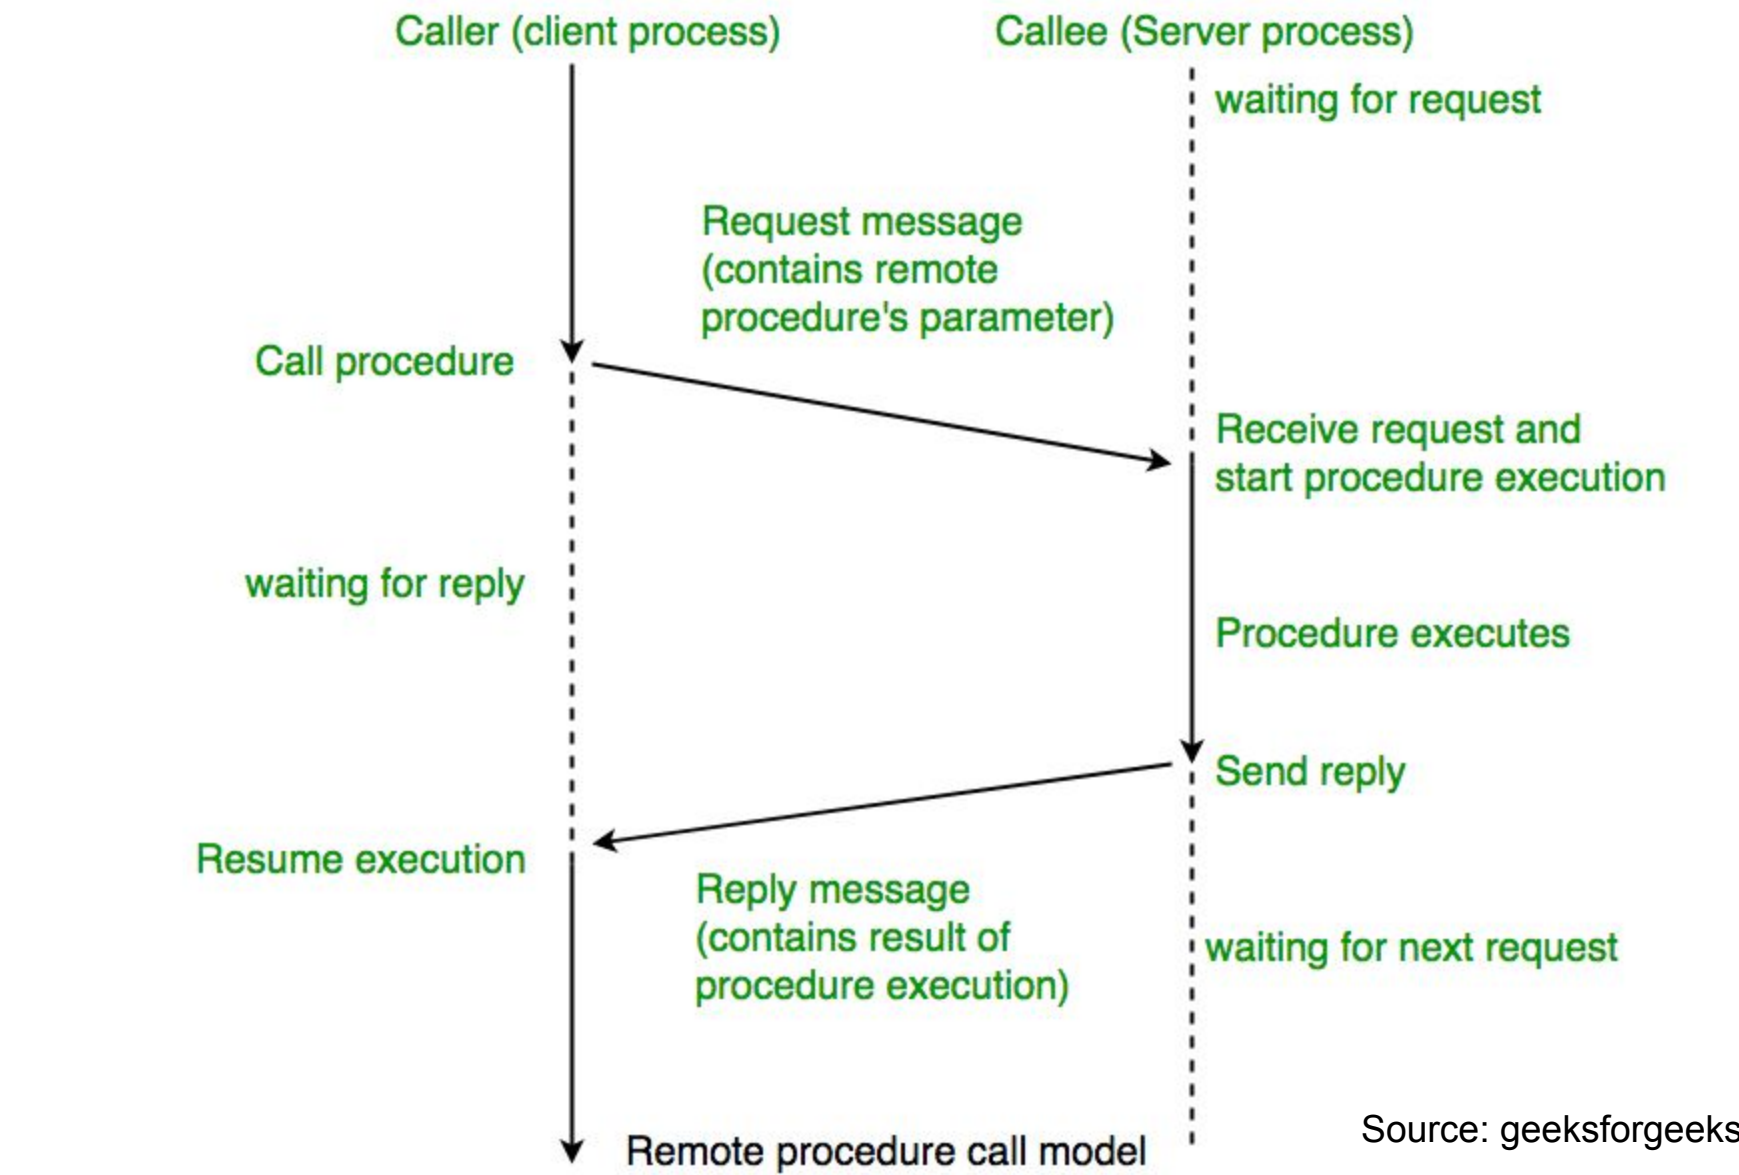 Caller (client process)
Callee (Server process)
waiting for request
Request message
(contains remote
procedure's parameter)
Call procedure
Receive request and
start procedure execution
waiting for reply
Procedure executes
Send reply
Resume execution
Reply message
(contains result of
procedure execution)
waiting for next request
Source: geeksforgeeks
Remote procedure call model